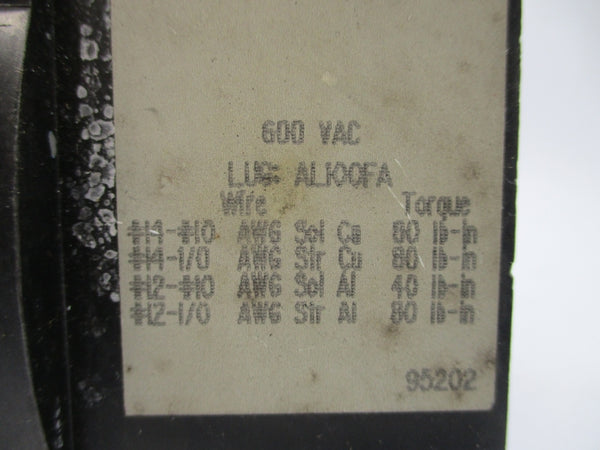 600 VAC
LUG: AL100FA
Wire Torque
#14-#10 AWG Sol Cu 80 lb-in
#14-1/0 AWG Str Cu 80 lb-in
#12-#10 AWG Sol Al 40 lb-in
#12-1/0 AWG Str Al 80 lb-in
95202